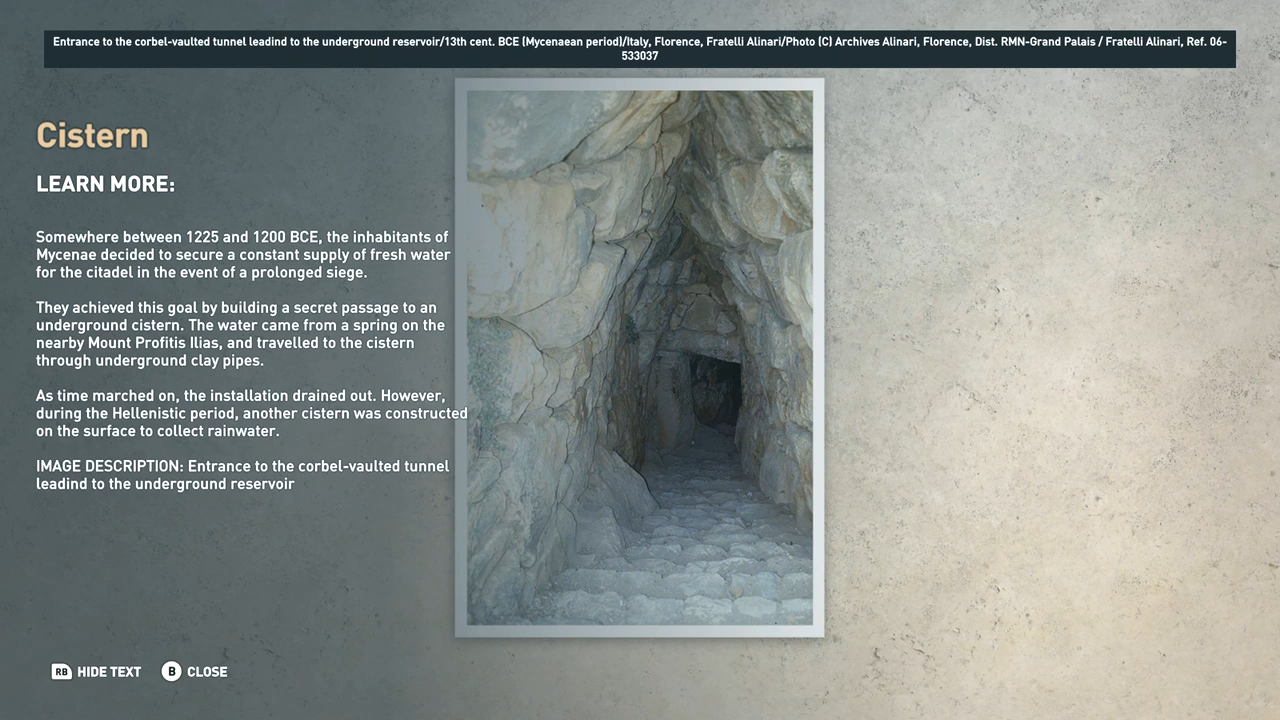 Entrance to the corbel-vaulted tunnel leadind to the underground reservoir/13th cent. BCE (Mycenaean period)/Italy, Florence, Fratelli Alinari/Photo (C) Archives Alinari, Florence, Dist. RMN-Grand Palais / Fratelli Alinari, Ref. 06-
533037
Cistern
LEARN MORE:
Somewhere between 1225 and 1200 BCE, the inhabitants of
Mycenae decided to secure a constant supply of fresh water
for the citadel in the event of a prolonged siege.
They achieved this goal by building a secret passage to an
underground cistern. The water came from a spring on the
nearby Mount Profitis Ilias, and travelled to the cistern
through underground clay pipes.
As time marched on, the installation drained out. However,
during the Hellenistic period, another cistern was constructed
on the surface to collect rainwater.
IMAGE DESCRIPTION: Entrance to the corbel-vaulted tunnel
leadind to the underground reservoir
RB HIDE TEXT B CLOSE